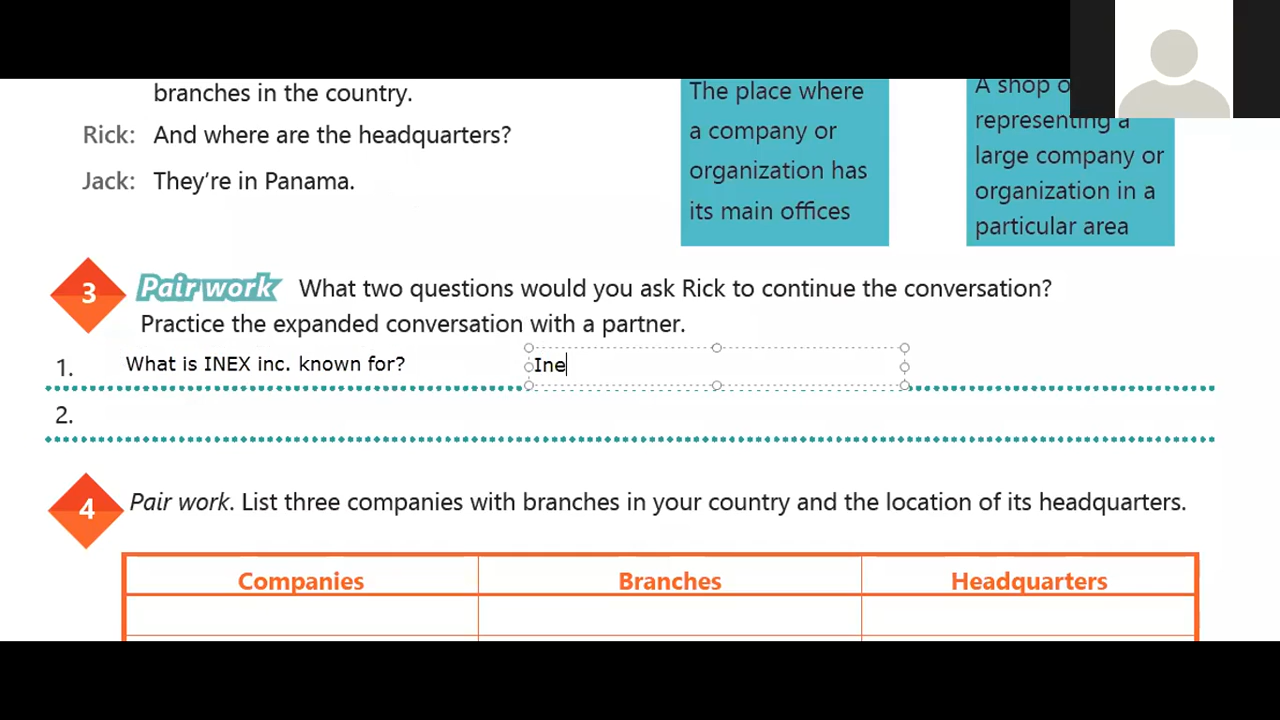 branches in the country.
Rick: And where are the headquarters?
Jack: They're in Panama.
The place where
a company or
organization has
its main offices
A shop
representing a
large company or
organization in a
particular area
3 Pair work What two questions would you ask Rick to continue the conversation?
Practice the expanded conversation with a partner.
1. What is INEX inc. known for? Ine
2.
4 Pair work. List three companies with branches in your country and the location of its headquarters.
Companies Branches Headquarters